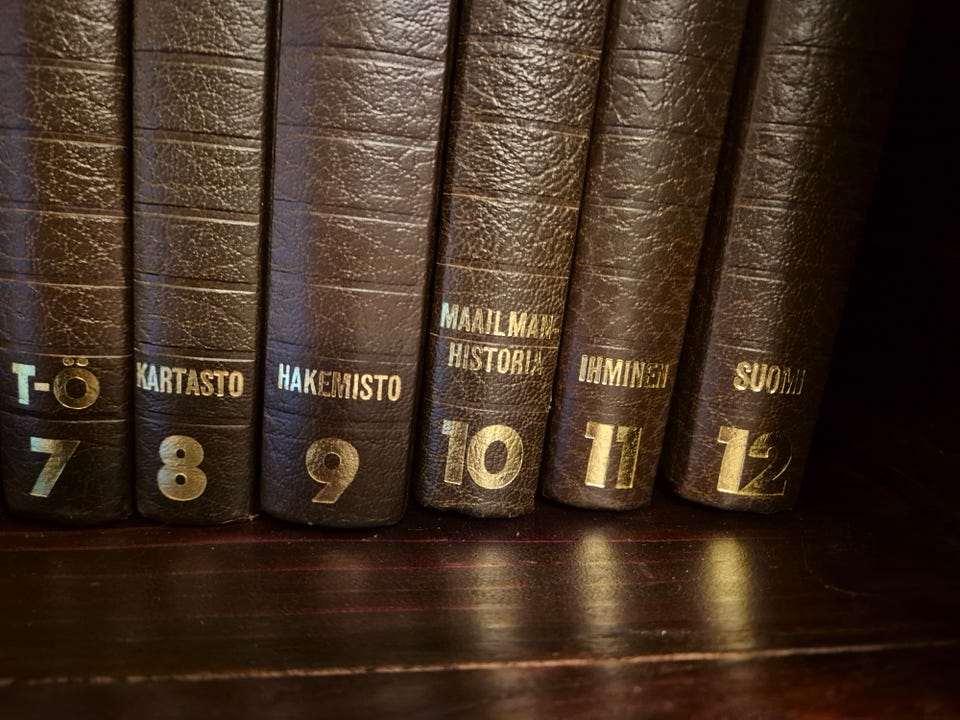 T-Ö
7
KARTASTO
8
HAKEMISTO
9
MAAILMAN-
HISTORIA
10
IHMINEN
11
SUOMI
12